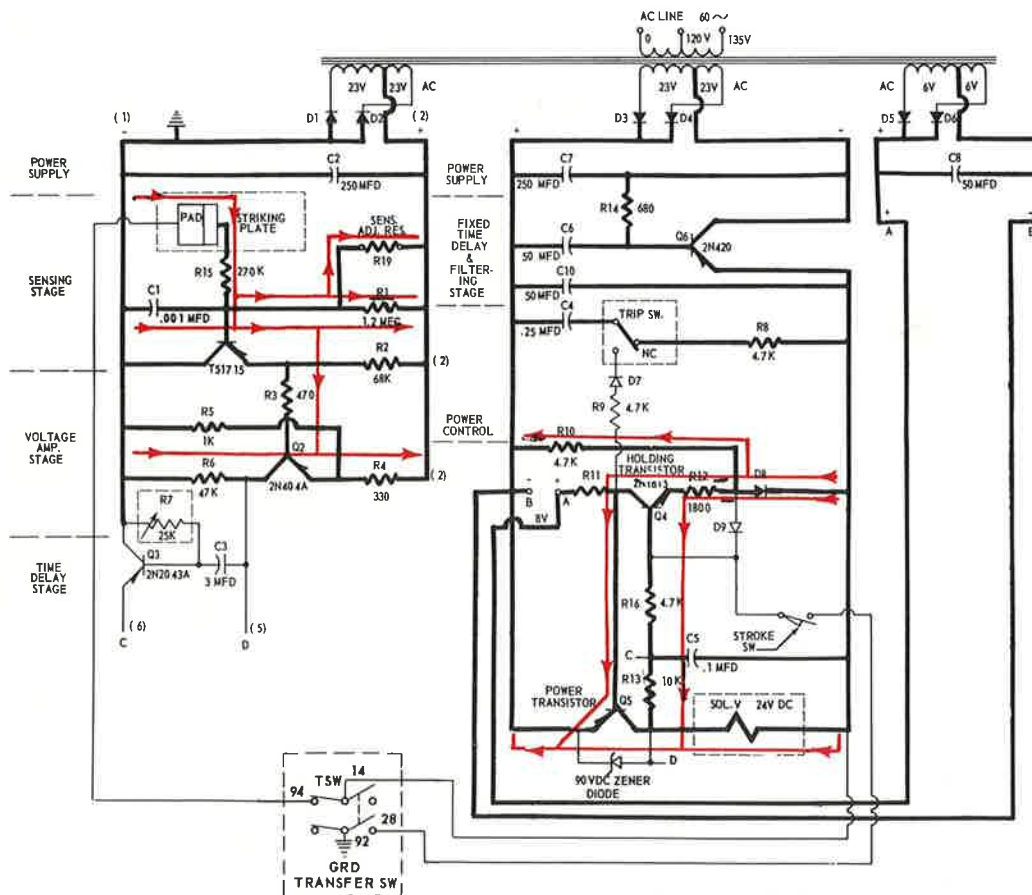 AC LINE 60 ~
0 120 V 135V
23V 23V AC
23V 23V AC
AC 6V 6V
(1) D1 D2 (2)
D3 D4
D5 D6
- +
+ -
+
POWER SUPPLY
C2
250 MFD
POWER SUPPLY
C7
250 MFD
C8
50 MFD
R14 680
PAD
STRIKING PLATE
SENS. ADJ. RES.
R19
FIXED TIME DELAY & FILTER-ING STAGE
C6
50 MFD
Q6
2N420
+
A
SENSING STAGE
R15 270K
C10
50 MFD
C1
.001 MFD
R1
1.2 MEG
C4
.25 MFD
TRIP SW.
NC
R8
4.7K
TS1715
R2
68K
(2)
D7
R3 470
R9 4.7K
VOLTAGE AMP. STAGE
R5
1K
POWER CONTROL
R10
4.7K
HOLDING TRANSISTOR
Q2
2N404A
R6
47K
R4
330
(2)
-
B
+
A
R11
Q4
R12
1800
D8
8V
D9
R7
25K
TIME DELAY STAGE
Q3
2N2043A
C3
3 MFD
R16 4.7K
C (6)
(5) D
STROKE SW
C
C5
.1 MFD
R13 10K
POWER TRANSISTOR
Q5
SOL. V 24V DC
90 VDC ZENER DIODE
D
TSW 14
94
28
92
GRD
TRANSFER SW